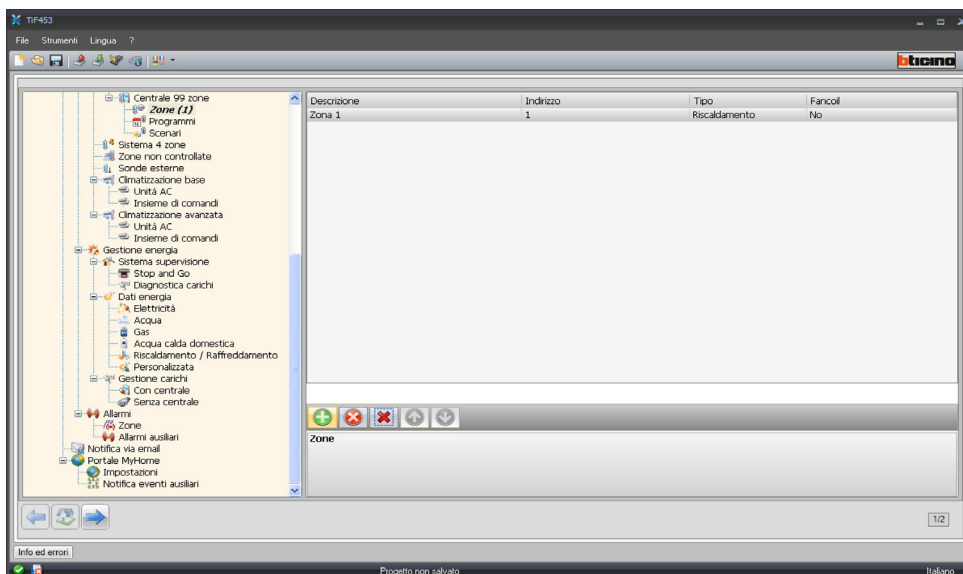 TiF453
File Strumenti Lingua ?
bticino
Centrale 99 zone
Zone (1)
Programmi
Scenari
Sistema 4 zone
Zone non controllate
Sonde esterne
Climatizzazione base
Unità AC
Insieme di comandi
Climatizzazione avanzata
Unità AC
Insieme di comandi
Gestione energia
Sistema supervisione
Stop and Go
Diagnostica carichi
Dati energia
Elettricità
Acqua
Gas
Acqua calda domestica
Riscaldamento / Raffreddamento
Personalizzata
Gestione carichi
Con centrale
Senza centrale
Allarmi
Zone
Allarmi ausiliari
Notifica via email
Portale MyHome
Impostazioni
Notifica eventi ausiliari
Descrizione Indirizzo Tipo Fancoil
Zona 1 1 Riscaldamento No
Zone
1/2
Info ed errori
Progetto non salvato Italiano